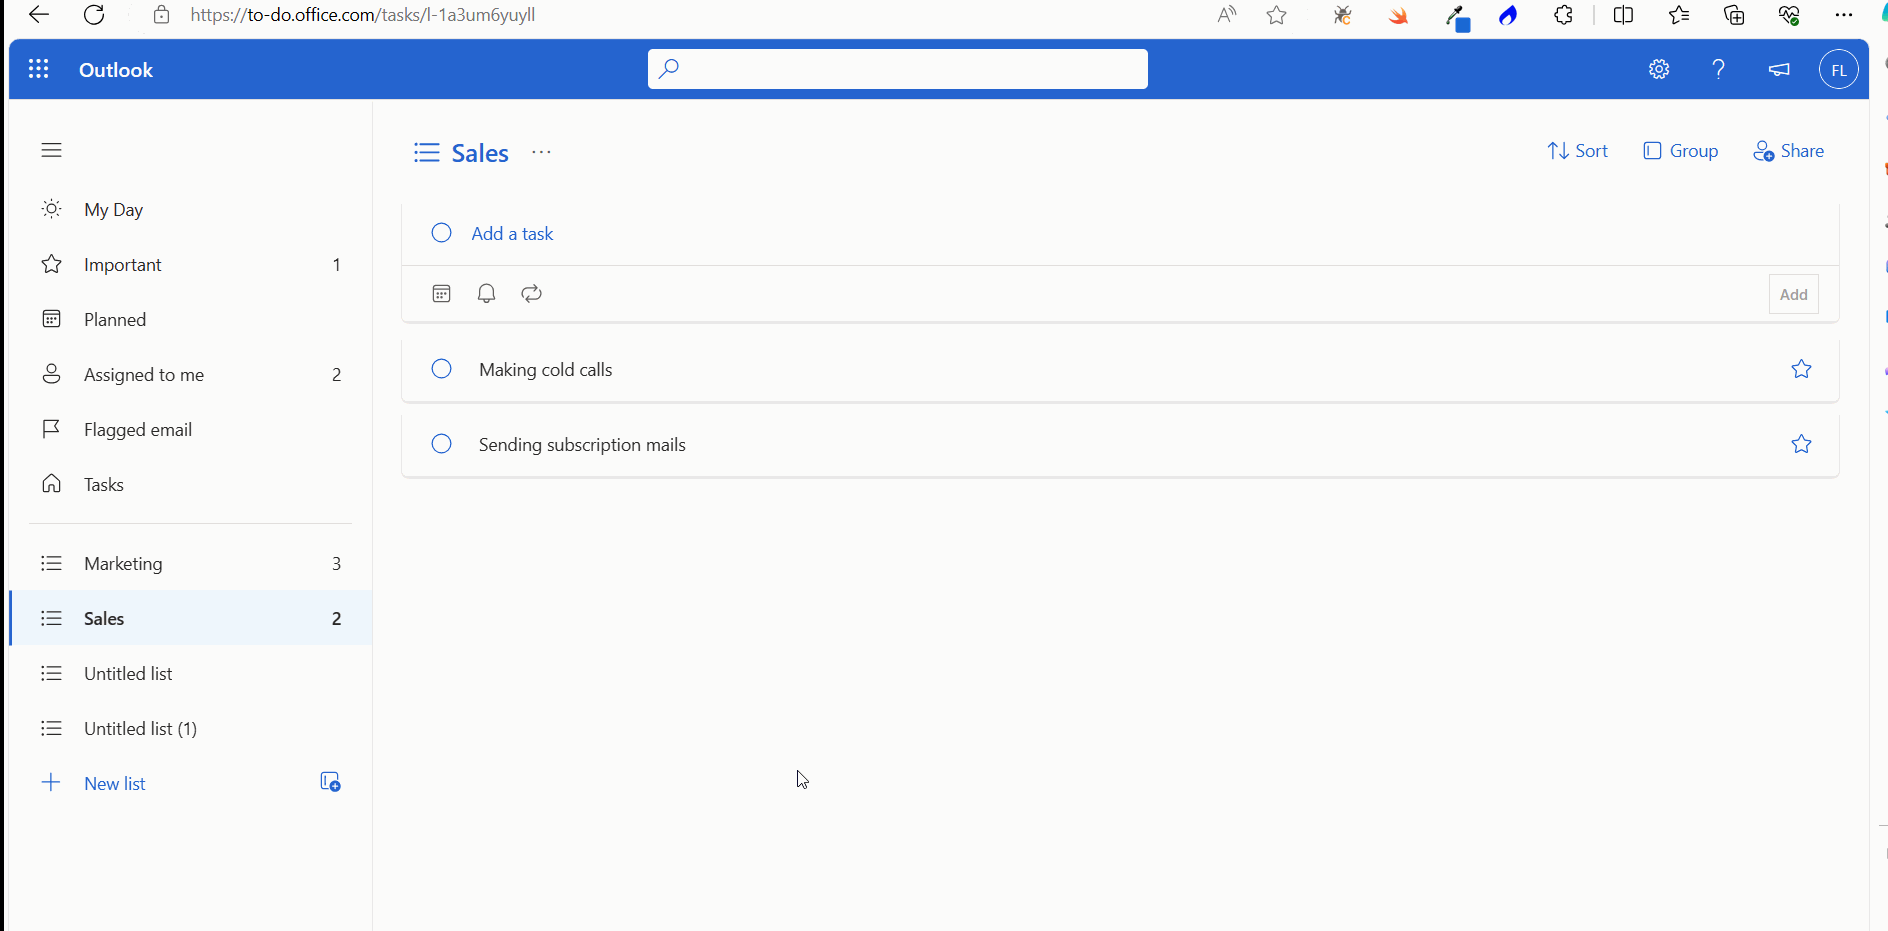 https://to-do.office.com/tasks/l-1a3um6yuyll
Outlook
FL
Sales
Sort
Group
Share
My Day
Add a task
Important 1
Add
Planned
Assigned to me 2
Making cold calls
Flagged email
Sending subscription mails
Tasks
Marketing 3
Sales 2
Untitled list
Untitled list (1)
New list